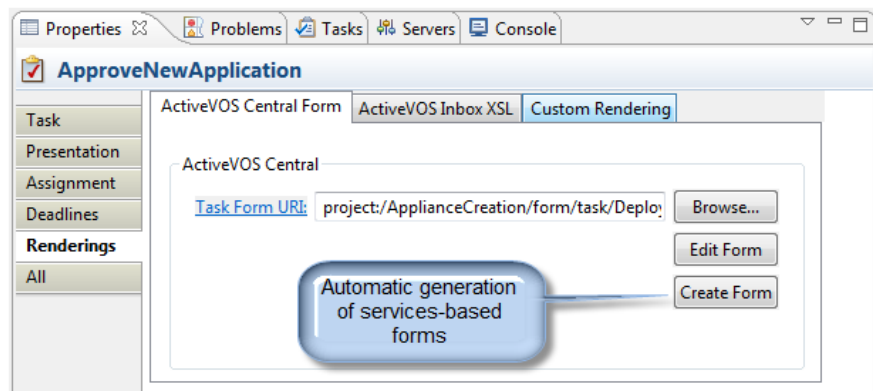 Properties Problems Tasks Servers Console
ApproveNewApplication
ActiveVOS Central Form ActiveVOS Inbox XSL Custom Rendering
Task
Presentation
Assignment
Deadlines
Renderings
All
ActiveVOS Central
Task Form URI: project:/ApplianceCreation/form/task/Deploy Browse...
Edit Form
Create Form
Automatic generation
of services-based
forms